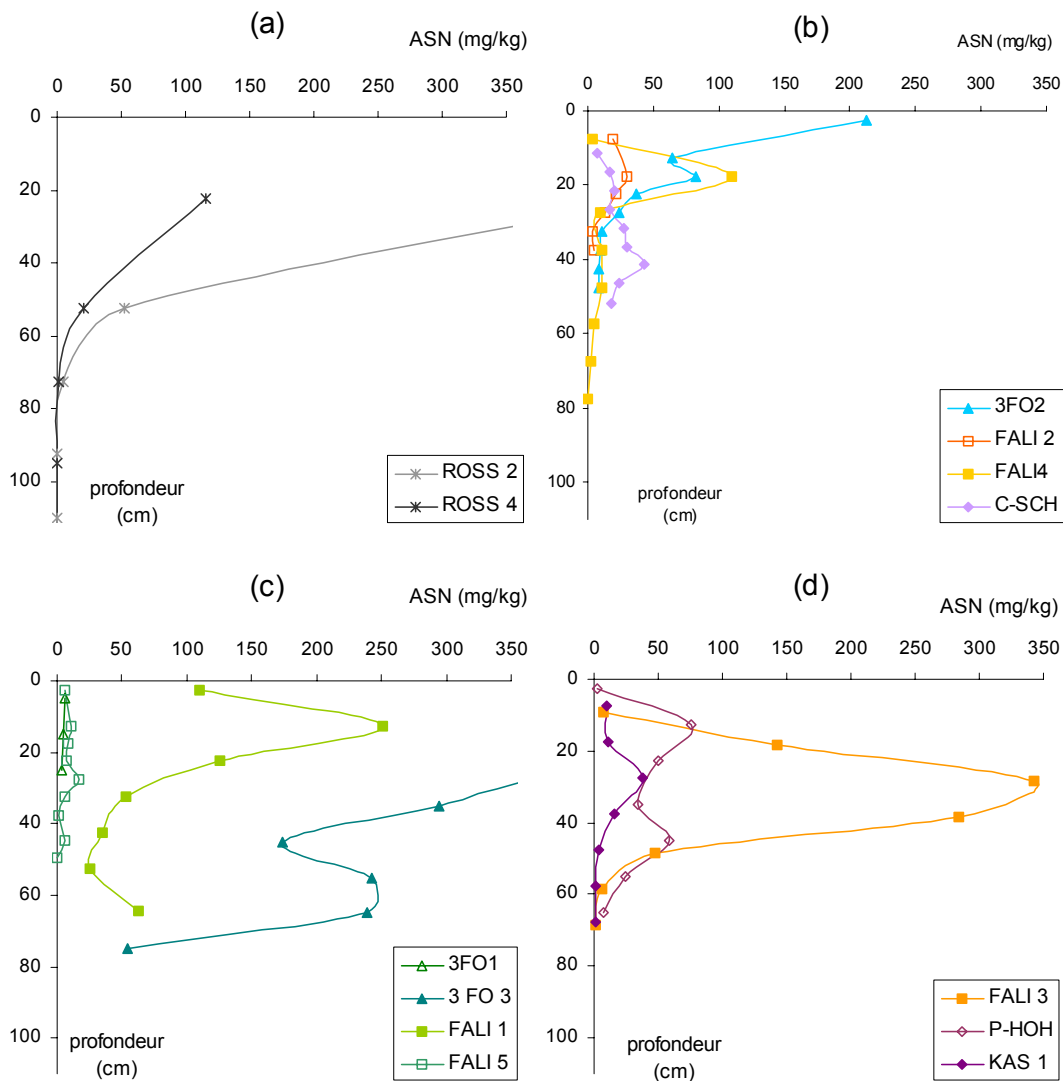 (a)
ASN (mg/kg)
0 50 100 150 200 250 300 350
0
20
40
60
80
100
profondeur
(cm)
ROSS 2
ROSS 4
(b)
ASN (mg/kg)
0 50 100 150 200 250 300 350
0
20
40
60
80
100
profondeur
(cm)
3FO2
FALI 2
FALI4
C-SCH
(c)
ASN (mg/kg)
0 50 100 150 200 250 300 350
0
20
40
60
80
100
profondeur
(cm)
3FO1
3 FO 3
FALI 1
FALI 5
(d)
ASN (mg/kg)
0 50 100 150 200 250 300 350
0
20
40
60
80
100
profondeur
(cm)
FALI 3
P-HOH
KAS 1